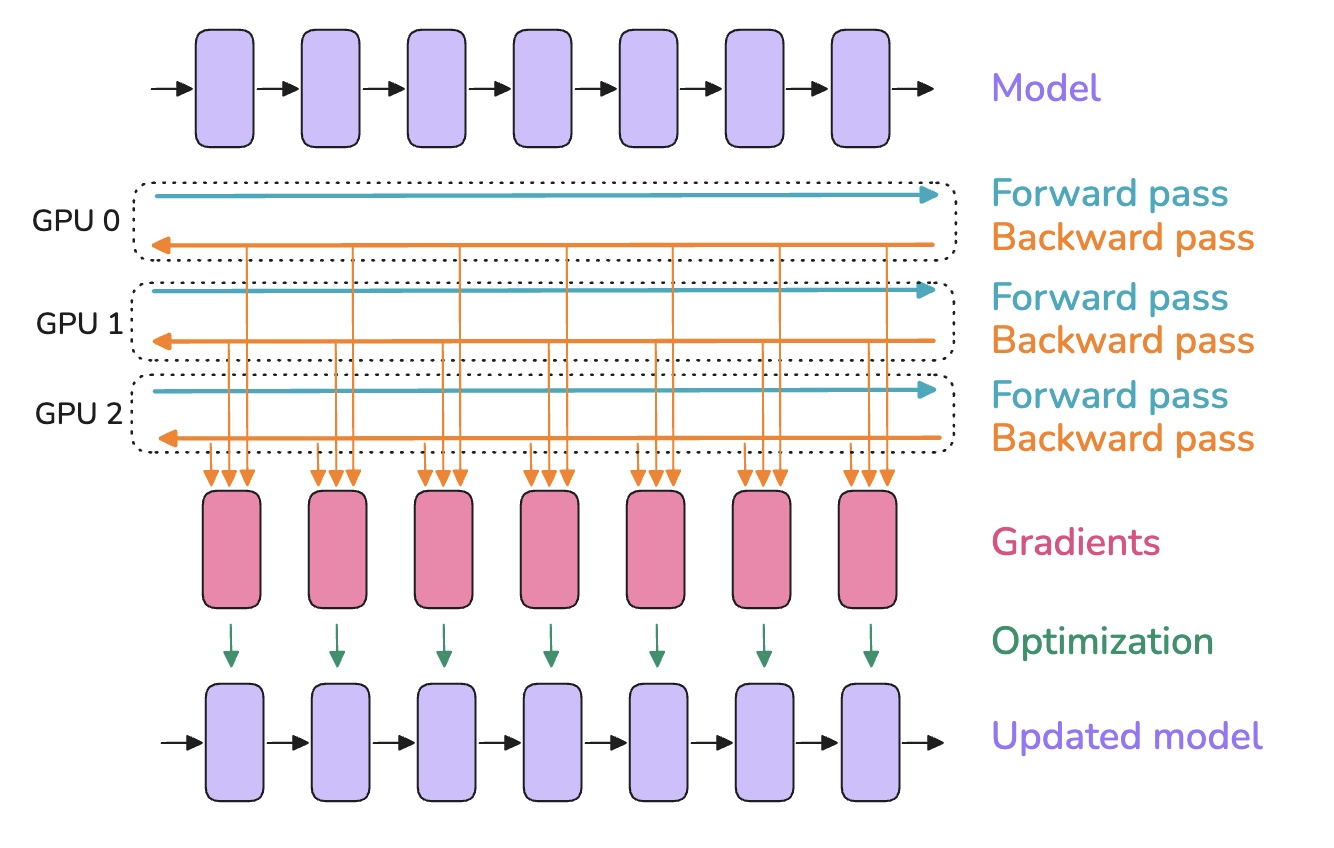 Model
GPU 0
Forward pass
Backward pass
GPU 1
Forward pass
Backward pass
GPU 2
Forward pass
Backward pass
Gradients
Optimization
Updated model